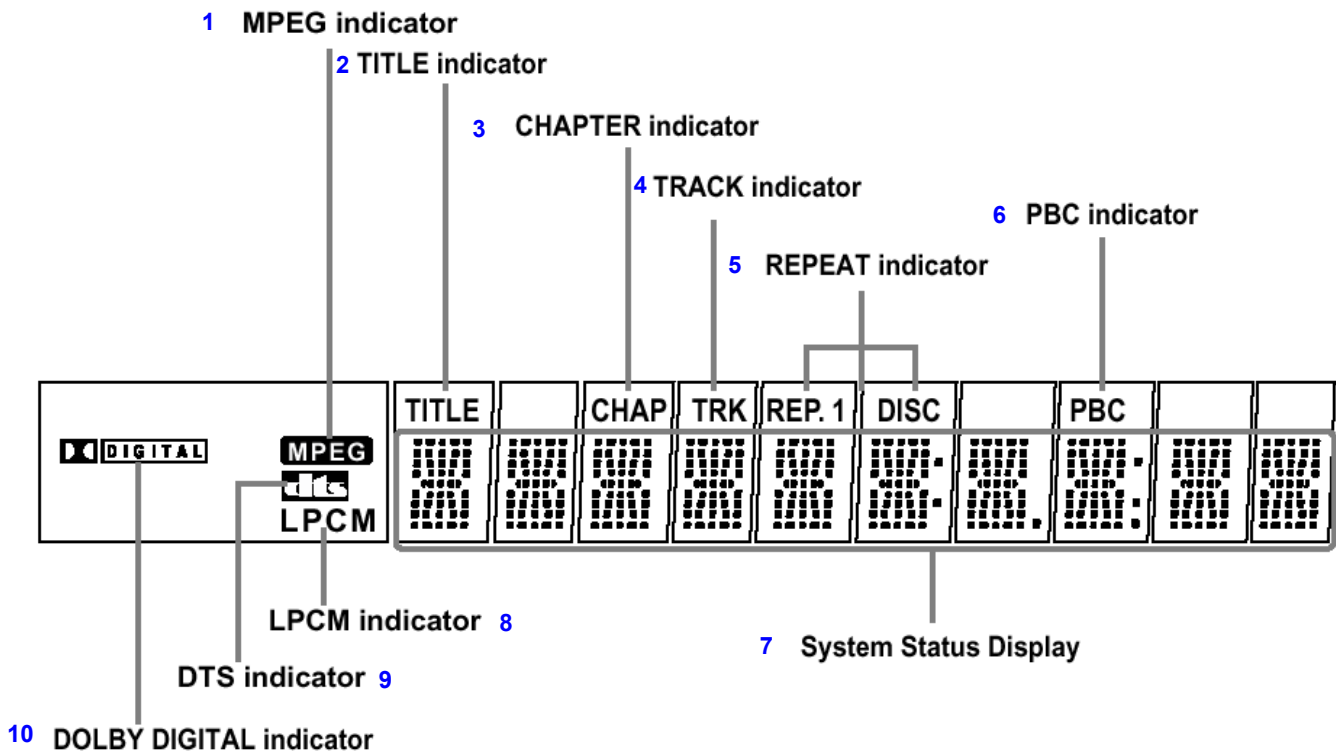 1 MPEG indicator
2 TITLE indicator
3 CHAPTER indicator
4 TRACK indicator
6 PBC indicator
5 REPEAT indicator
TITLE CHAP TRK REP. 1 DISC PBC
DIGITAL MPEG
dts
LPCM
LPCM indicator 8
7 System Status Display
DTS indicator 9
10 DOLBY DIGITAL indicator